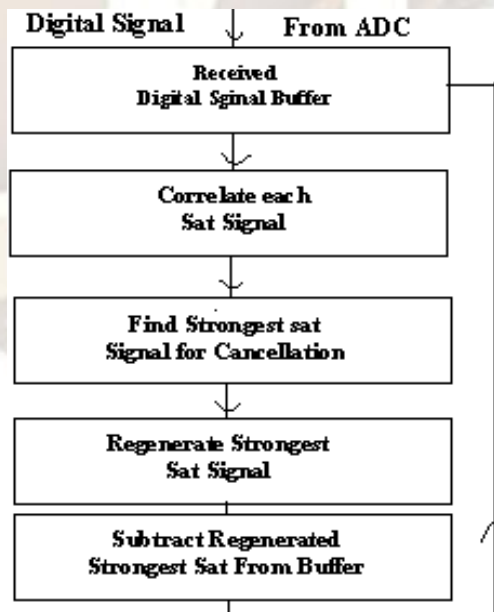 Digital Signal From ADC
Received
Digital Sginal Buffer
Correlate each
Sat Signal
Find Strongest sat
Signal for Cancellation
Regenerate Strongest
Sat Signal
Subtract Regenerated
Strongest Sat From Buffer